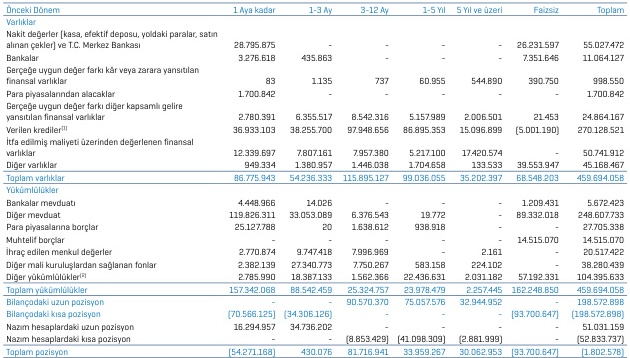 Önceki Dönem 1 Aya kadar 1-3 Ay 3-12 Ay 1-5 Yıl 5 Yıl ve üzeri Faizsiz Toplam
Varlıklar
Nakit değerler (kasa, efektif deposu, yoldaki paralar, satın
alınan çekler) ve T.C. Merkez Bankası 28.795.875 - - - - 26.231.597 55.027.472
Bankalar 3.276.618 435.863 - - - 7.351.646 11.064.127
Gerçeğe uygun değer farkı kâr veya zarara yansıtılan
finansal varlıklar 83 1.135 737 60.955 544.890 390.750 998.550
Para piyasalarından alacaklar 1.700.842 - - - - - 1.700.842
Gerçeğe uygun değer farkı diğer kapsamlı gelire
yansıtılan finansal varlıklar 2.780.391 6.355.517 8.542.316 5.157.989 2.006.501 21.453 24.864.167
Verilen krediler(1) 36.933.103 38.255.700 97.948.656 86.895.353 15.096.899 (5.001.190) 270.128.521
İtfa edilmiş maliyeti üzerinden değerlenen finansal
varlıklar 12.339.697 7.807.161 7.957.380 5.217.100 17.420.574 - 50.741.912
Diğer varlıklar 949.334 1.380.957 1.446.038 1.704.658 133.533 39.553.947 45.168.467
Toplam varlıklar 86.775.943 54.236.333 115.895.127 99.036.055 35.202.397 68.548.203 459.694.058
Yükümlülükler
Bankalar mevduatı 4.448.966 14.026 - - - 1.209.431 5.672.423
Diğer mevduat 119.826.311 33.053.089 6.376.543 19.772 - 89.332.018 248.607.733
Para piyasalarına borçlar 25.127.788 20 1.638.612 938.918 - - 27.705.338
Muhtelif borçlar - - - - - 14.515.070 14.515.070
İhraç edilen menkul değerler 2.770.874 9.747.418 7.996.969 - 2.161 - 20.517.422
Diğer mali kuruluşlardan sağlanan fonlar 2.382.139 27.340.773 7.750.267 583.158 224.102 - 38.280.439
Diğer yükümlülükler(2) 2.785.990 18.387.133 1.562.366 22.436.631 2.031.182 57.192.331 104.395.633
Toplam yükümlülükler 157.342.068 88.542.459 25.324.757 23.978.479 2.257.445 162.248.850 459.694.058
Bilançodaki uzun pozisyon - - 90.570.370 75.057.576 32.944.952 - 198.572.898
Bilançodaki kısa pozisyon (70.566.125) (34.306.126) - - - (93.700.647) (198.572.898)
Nazım hesaplardaki uzun pozisyon 16.294.957 34.736.202 - - - - 51.031.159
Nazım hesaplardaki kısa pozisyon - - (8.853.429) (41.098.309) (2.881.999) - (52.833.737)
Toplam pozisyon (54.271.168) 430.076 81.716.941 33.959.267 30.062.953 (93.700.647) (1.802.578)